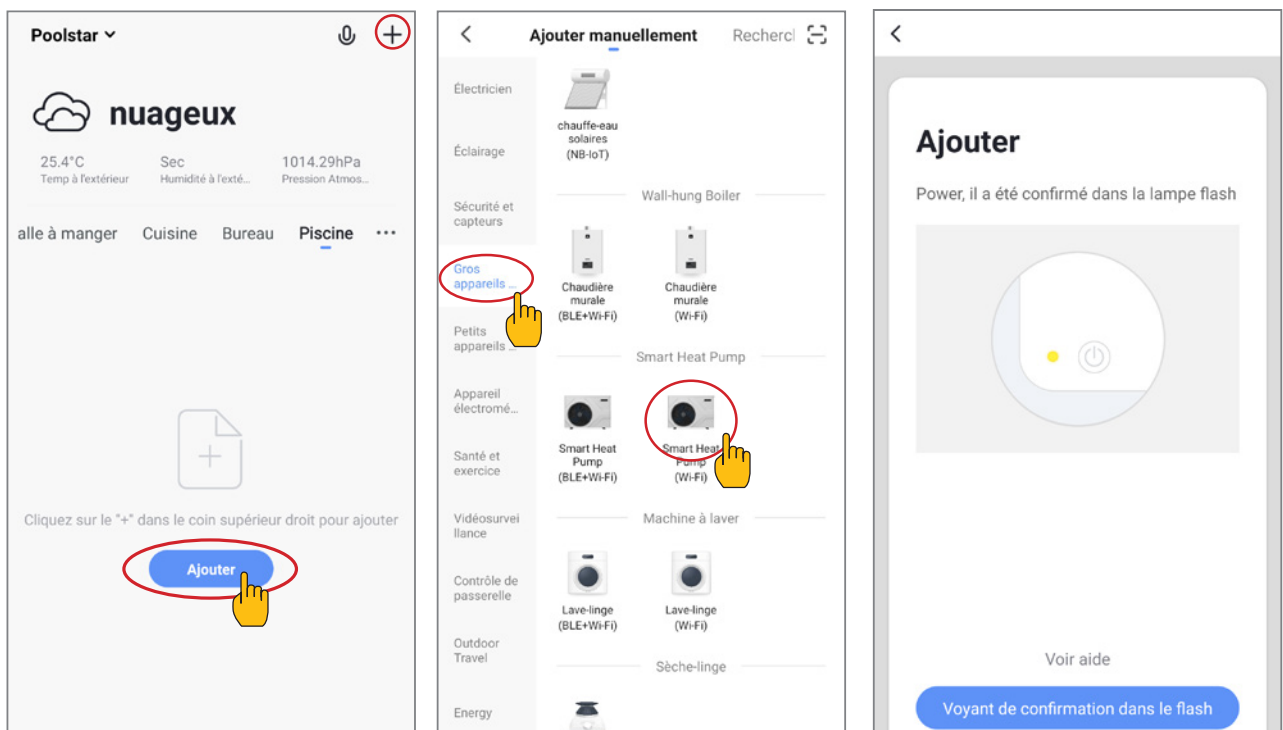 Poolstar
nuageux
25.4°C Sec 1014.29hPa
Temp à l'extérieur Humidité à l'exté... Pression Atmos...
alle à manger Cuisine Bureau Piscine ...
Cliquez sur le "+" dans le coin supérieur droit pour ajouter
Ajouter
Ajouter manuellement Recherc
Électricien
Éclairage
Sécurité et
capteurs
Gros
appareils ...
Petits
appareils ...
Appareil
électromé...
Santé et
exercice
Vidéosurvei
llance
Contrôle de
passerelle
Outdoor
Travel
Energy
chauffe-eau
solaires
(NB-IoT)
Wall-hung Boiler
Chaudière
murale
(BLE+Wi-Fi)
Chaudière
murale
(Wi-Fi)
Smart Heat Pump
Smart Heat
Pump
(BLE+Wi-Fi)
Smart Heat
Pump
(Wi-Fi)
Machine à laver
Lave-linge
(BLE+Wi-Fi)
Lave-linge
(Wi-Fi)
Sèche-linge
Ajouter
Power, il a été confirmé dans la lampe flash
Voir aide
Voyant de confirmation dans le flash